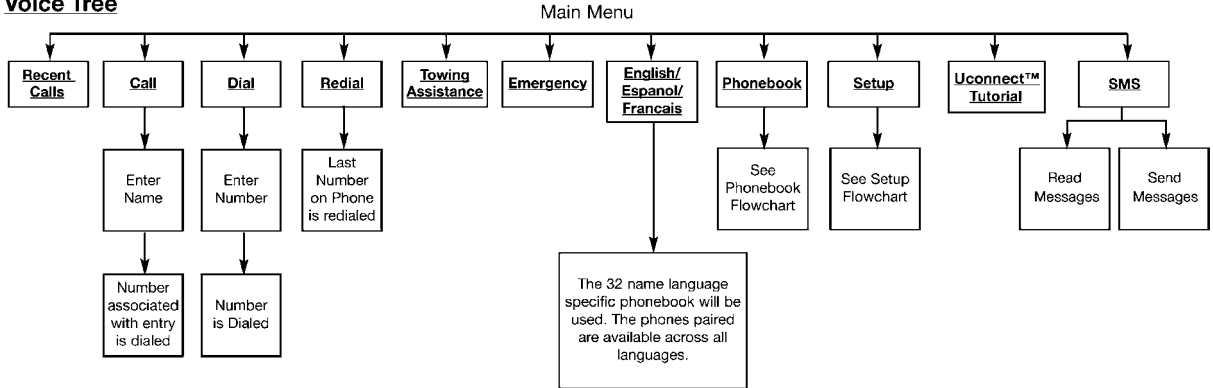 Voice Tree
Main Menu
Recent
Calls
Call
Dial
Redial
Towing
Assistance
Emergency
English/
Espanol/
Francais
Phonebook
Setup
Uconnect™
Tutorial
SMS
Enter
Name
Enter
Number
Last
Number
on Phone
is redialed
See
Phonebook
Flowchart
See Setup
Flowchart
Read
Messages
Send
Messages
Number
associated
with entry
is dialed
Number
is Dialed
The 32 name language
specific phonebook will be
used. The phones paired
are available across all
languages.